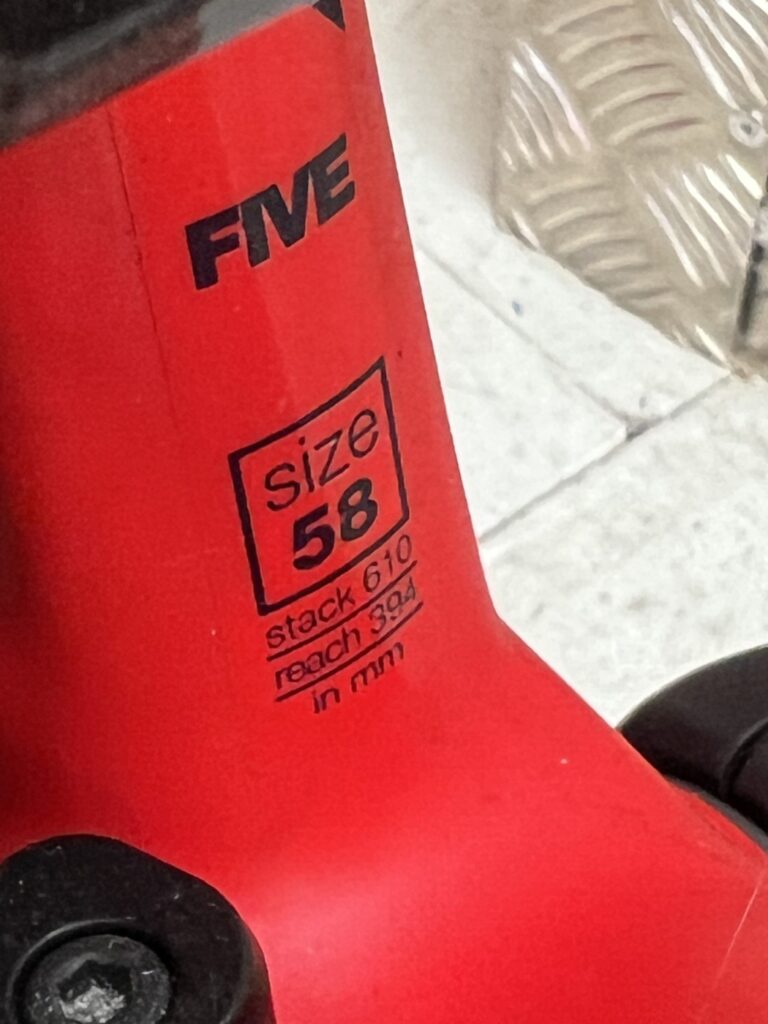 FIVE
size
58
stack 610
reach 394
in mm